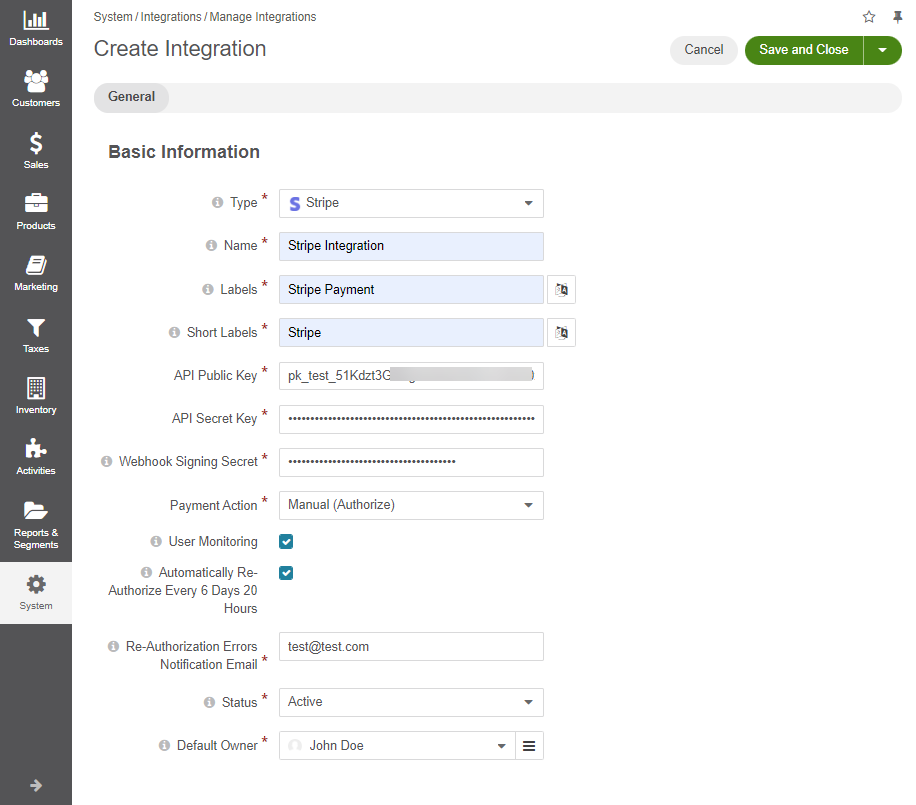 Dashboards
Customers
Sales
Products
Marketing
Taxes
Inventory
Activities
Reports &
Segments
System
System / Integrations / Manage Integrations
Create Integration
Cancel
Save and Close
General
Basic Information
Type *
Stripe
Name *
Stripe Integration
Labels *
Stripe Payment
Short Labels *
Stripe
API Public Key *
pk_test_51Kdzt3G
API Secret Key *
Webhook Signing Secret *
Payment Action *
Manual (Authorize)
User Monitoring
Automatically Re-
Authorize Every 6 Days 20
Hours
Re-Authorization Errors
Notification Email *
test@test.com
Status *
Active
Default Owner *
John Doe